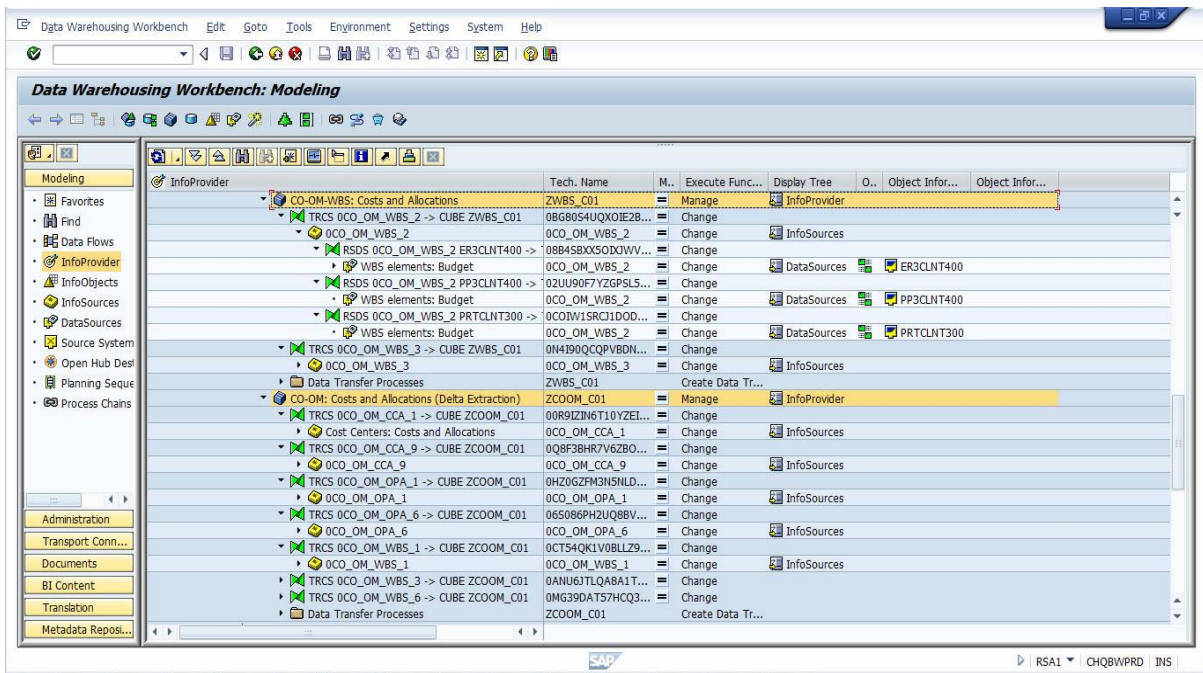 Data Warehousing Workbench Edit Goto Tools Environment Settings System Help
Data Warehousing Workbench: Modeling
Modeling
Favorites
Find
Data Flows
InfoProvider
InfoObjects
InfoSources
DataSources
Source System
Open Hub Dest
Planning Seque
Process Chains
Administration
Transport Conn...
Documents
BI Content
Translation
Metadata Reposi...
InfoProvider Tech. Name M.. Execute Func... Display Tree O.. Object Infor... Object Infor...
CO-OM-WBS: Costs and Allocations ZWBS_C01 = Manage InfoProvider
TRCS 0CO_OM_WBS_2 -> CUBE ZWBS_C01 0BG80S4UQXOIE2B... = Change
0CO_OM_WBS_2 0CO_OM_WBS_2 = Change InfoSources
RSDS 0CO_OM_WBS_2 ER3CLNT400 -> 08B4SBXX5OIXJWV... = Change
WBS elements: Budget 0CO_OM_WBS_2 = Change DataSources ER3CLNT400
RSDS 0CO_OM_WBS_2 PP3CLNT400 -> 02UU90F7YZGPSL5... = Change
WBS elements: Budget 0CO_OM_WBS_2 = Change DataSources PP3CLNT400
RSDS 0CO_OM_WBS_2 PRTCLNT300 -> 0COIW1SRCJ1DOD... = Change
WBS elements: Budget 0CO_OM_WBS_2 = Change DataSources PRTCLNT300
TRCS 0CO_OM_WBS_3 -> CUBE ZWBS_C01 0N4I90QCQPVBDN... = Change
0CO_OM_WBS_3 0CO_OM_WBS_3 = Change InfoSources
Data Transfer Processes ZWBS_C01 Create Data Tr...
CO-OM: Costs and Allocations (Delta Extraction) ZCOOM_C01 = Manage InfoProvider
TRCS 0CO_OM_CCA_1 -> CUBE ZCOOM_C01 00R9IZIN6T10YZEI... = Change
Cost Centers: Costs and Allocations 0CO_OM_CCA_1 = Change InfoSources
TRCS 0CO_OM_CCA_9 -> CUBE ZCOOM_C01 0Q8F3BHR7V6ZBO... = Change
0CO_OM_CCA_9 0CO_OM_CCA_9 = Change InfoSources
TRCS 0CO_OM_OPA_1 -> CUBE ZCOOM_C01 0HZ0GZFM3N5NLD... = Change
0CO_OM_OPA_1 0CO_OM_OPA_1 = Change InfoSources
TRCS 0CO_OM_OPA_6 -> CUBE ZCOOM_C01 06S086PH2UQ8BV... = Change
0CO_OM_OPA_6 0CO_OM_OPA_6 = Change InfoSources
TRCS 0CO_OM_WBS_1 -> CUBE ZCOOM_C01 0CT54QK1V0BLLZ9... = Change
0CO_OM_WBS_1 0CO_OM_WBS_1 = Change InfoSources
TRCS 0CO_OM_WBS_3 -> CUBE ZCOOM_C01 0ANU6JTLQA8A1T... = Change
TRCS 0CO_OM_WBS_6 -> CUBE ZCOOM_C01 0MG39DAT57HCQ3... = Change
Data Transfer Processes ZCOOM_C01 Create Data Tr...
SAP RSA1 CHQBWPRD INS